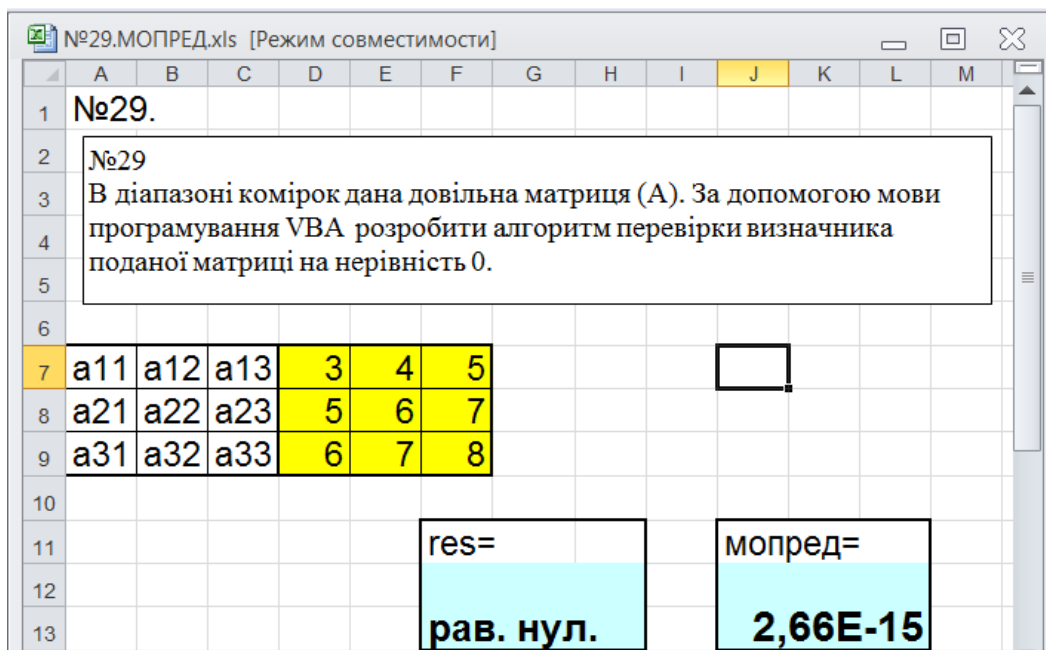 №29.МОПРЕД.xls [Режим совместимости]
A B C D E F G H I J K L M
1 №29.
2 №29
3 В діапазоні комірок дана довільна матриця (А). За допомогою мови
4 програмування VBA розробити алгоритм перевірки визначника
5 поданої матриці на нерівність 0.
6
7 a11 a12 a13 3 4 5
8 a21 a22 a23 5 6 7
9 a31 a32 a33 6 7 8
10
11 res= мопред=
12
13 рав. нул. 2,66E-15